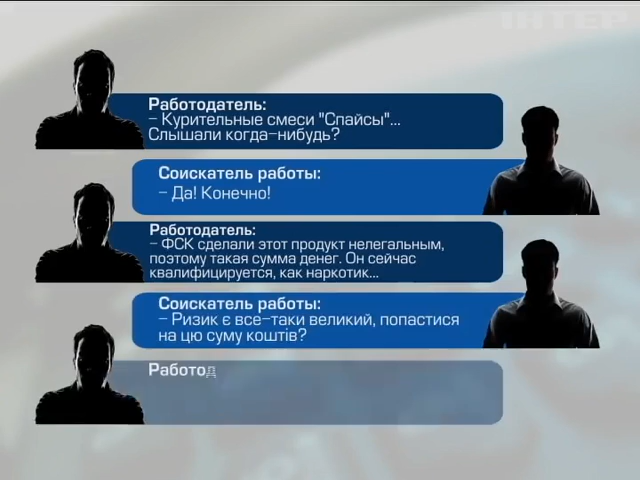 ІНТЕР
Работодатель:
– Курительные смеси "Спайсы"...
Слышали когда-нибудь?
Соискатель работы:
– Да! Конечно!
Работодатель:
– ФСК сделали этот продукт нелегальным,
поэтому такая сумма денег. Он сейчас
квалифицируется, как наркотик...
Соискатель работы:
– Ризик є все-таки великий, попастися
на цю суму коштів?
Работод